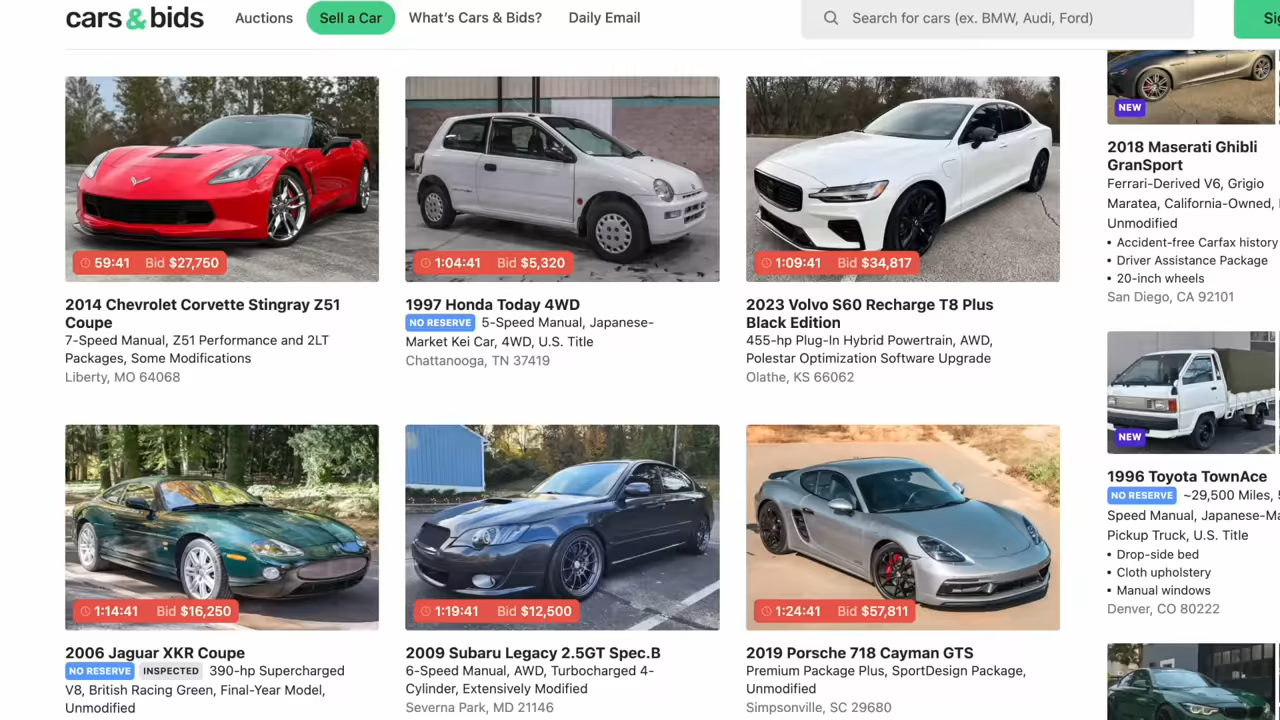 cars & bids
Auctions
Sell a Car
What's Cars & Bids?
Daily Email
Search for cars (ex. BMW, Audi, Ford)
59:41 Bid $27,750
2014 Chevrolet Corvette Stingray Z51
Coupe
7-Speed Manual, Z51 Performance and 2LT
Packages, Some Modifications
Liberty, MO 64068
1:04:41 Bid $5,320
1997 Honda Today 4WD
NO RESERVE 5-Speed Manual, Japanese-
Market Kei Car, 4WD, U.S. Title
Chattanooga, TN 37419
1:09:41 Bid $34,817
2023 Volvo S60 Recharge T8 Plus
Black Edition
455-hp Plug-In Hybrid Powertrain, AWD,
Polestar Optimization Software Upgrade
Olathe, KS 66062
1:14:41 Bid $16,250
2006 Jaguar XKR Coupe
NO RESERVE INSPECTED 390-hp Supercharged
V8, British Racing Green, Final-Year Model,
Unmodified
1:19:41 Bid $12,500
2009 Subaru Legacy 2.5GT Spec.B
6-Speed Manual, AWD, Turbocharged 4-
Cylinder, Extensively Modified
Severna Park, MD 21146
1:24:41 Bid $57,811
2019 Porsche 718 Cayman GTS
Premium Package Plus, SportDesign Package,
Unmodified
Simpsonville, SC 29680
NEW
2018 Maserati Ghibli
GranSport
Ferrari-Derived V6, Grigio
Maratea, California-Owned,
Unmodified
• Accident-free Carfax history
• Driver Assistance Package
• 20-inch wheels
San Diego, CA 92101
NEW
1996 Toyota TownAce
NO RESERVE ~29,500 Miles,
Speed Manual, Japanese-Ma
Pickup Truck, U.S. Title
• Drop-side bed
• Cloth upholstery
• Manual windows
Denver, CO 80222